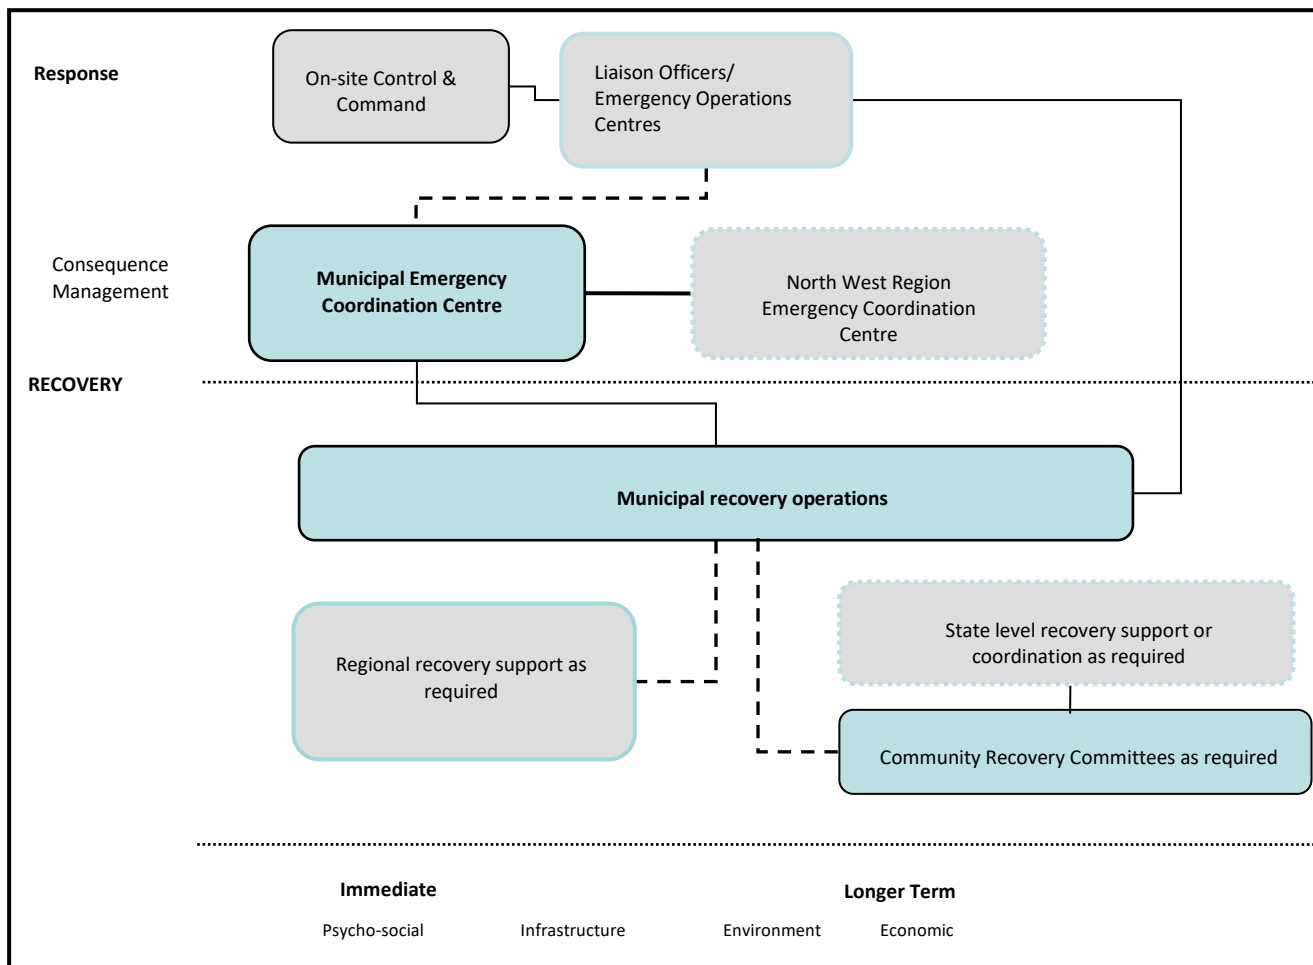 Response
On-site Control &
Command
Liaison Officers/
Emergency Operations
Centres
Consequence
Management
Municipal Emergency
Coordination Centre
North West Region
Emergency Coordination
Centre
RECOVERY
Municipal recovery operations
Regional recovery support as
required
State level recovery support or
coordination as required
Community Recovery Committees as required
Immediate
Longer Term
Psycho-social
Infrastructure
Environment
Economic